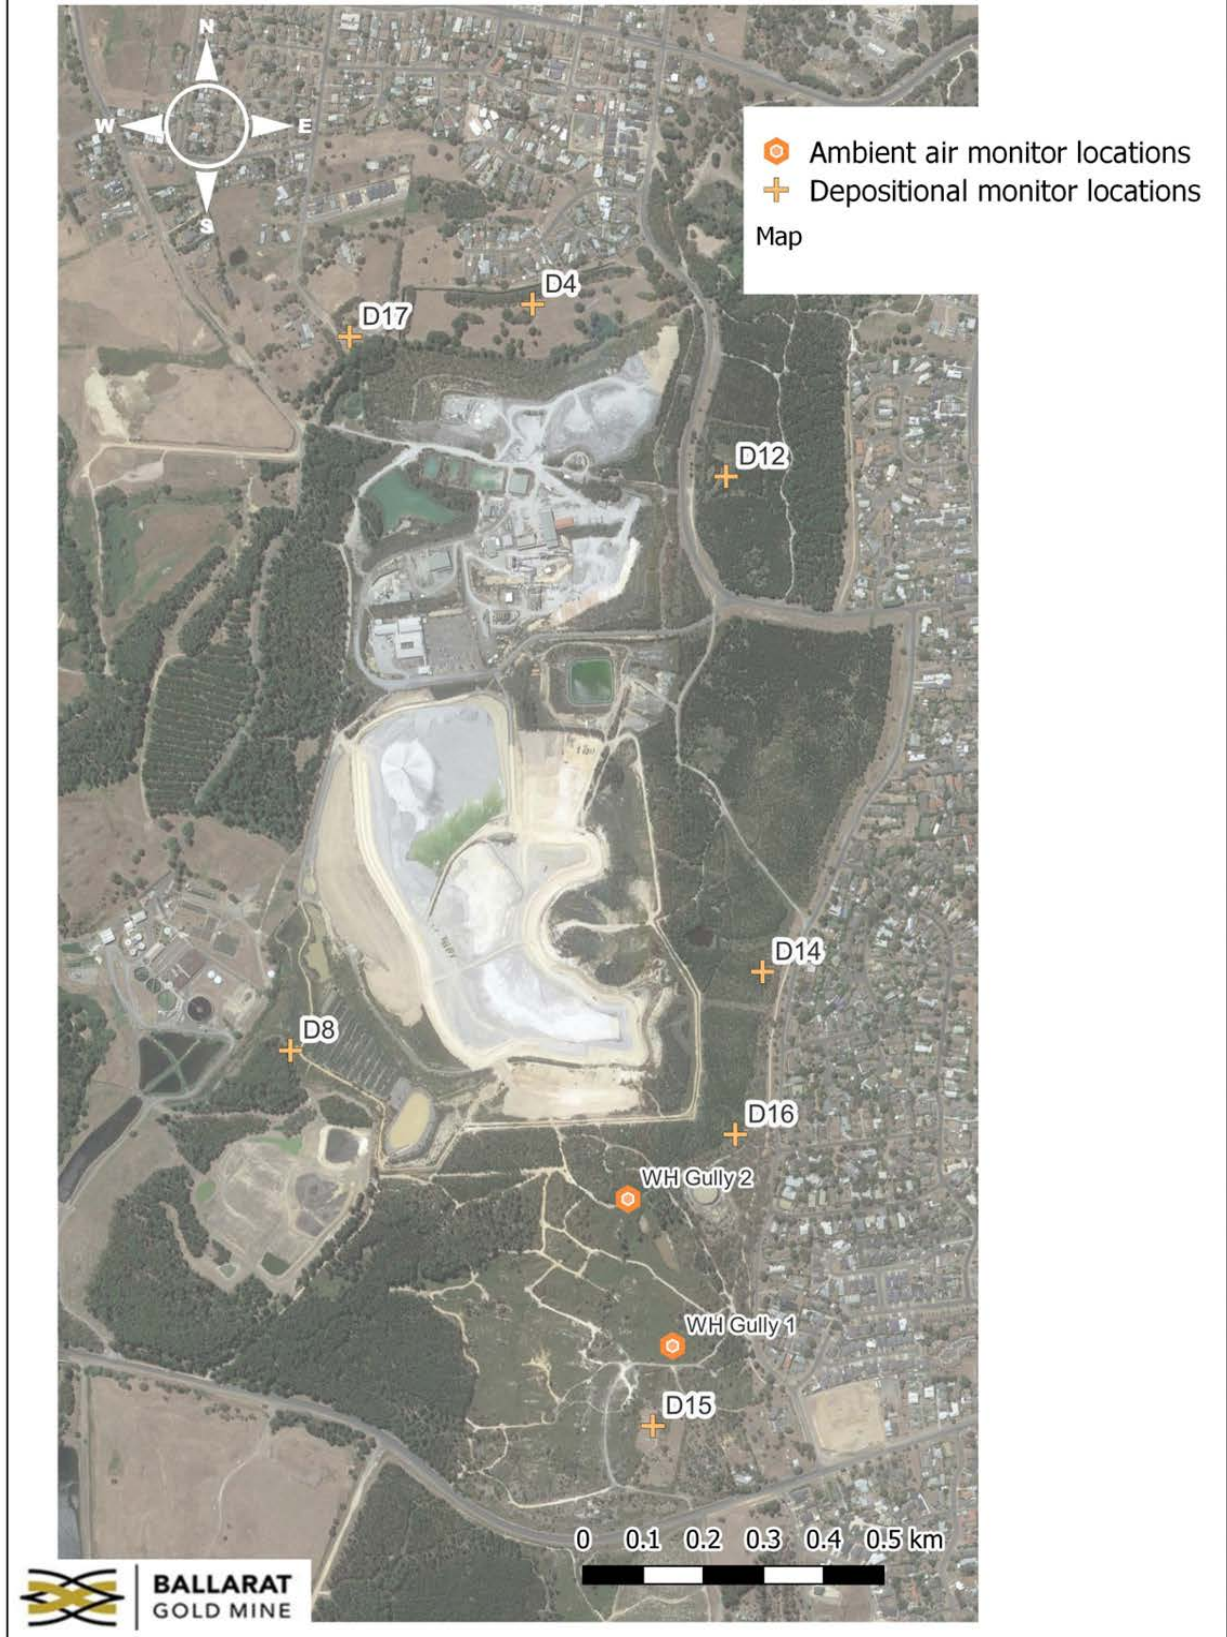 N
W E
S
Ambient air monitor locations
Depositional monitor locations
Map
D4
D17
D12
D14
D8
D16
WH Gully 2
WH Gully 1
D15
0 0.1 0.2 0.3 0.4 0.5 km
BALLARAT
GOLD MINE